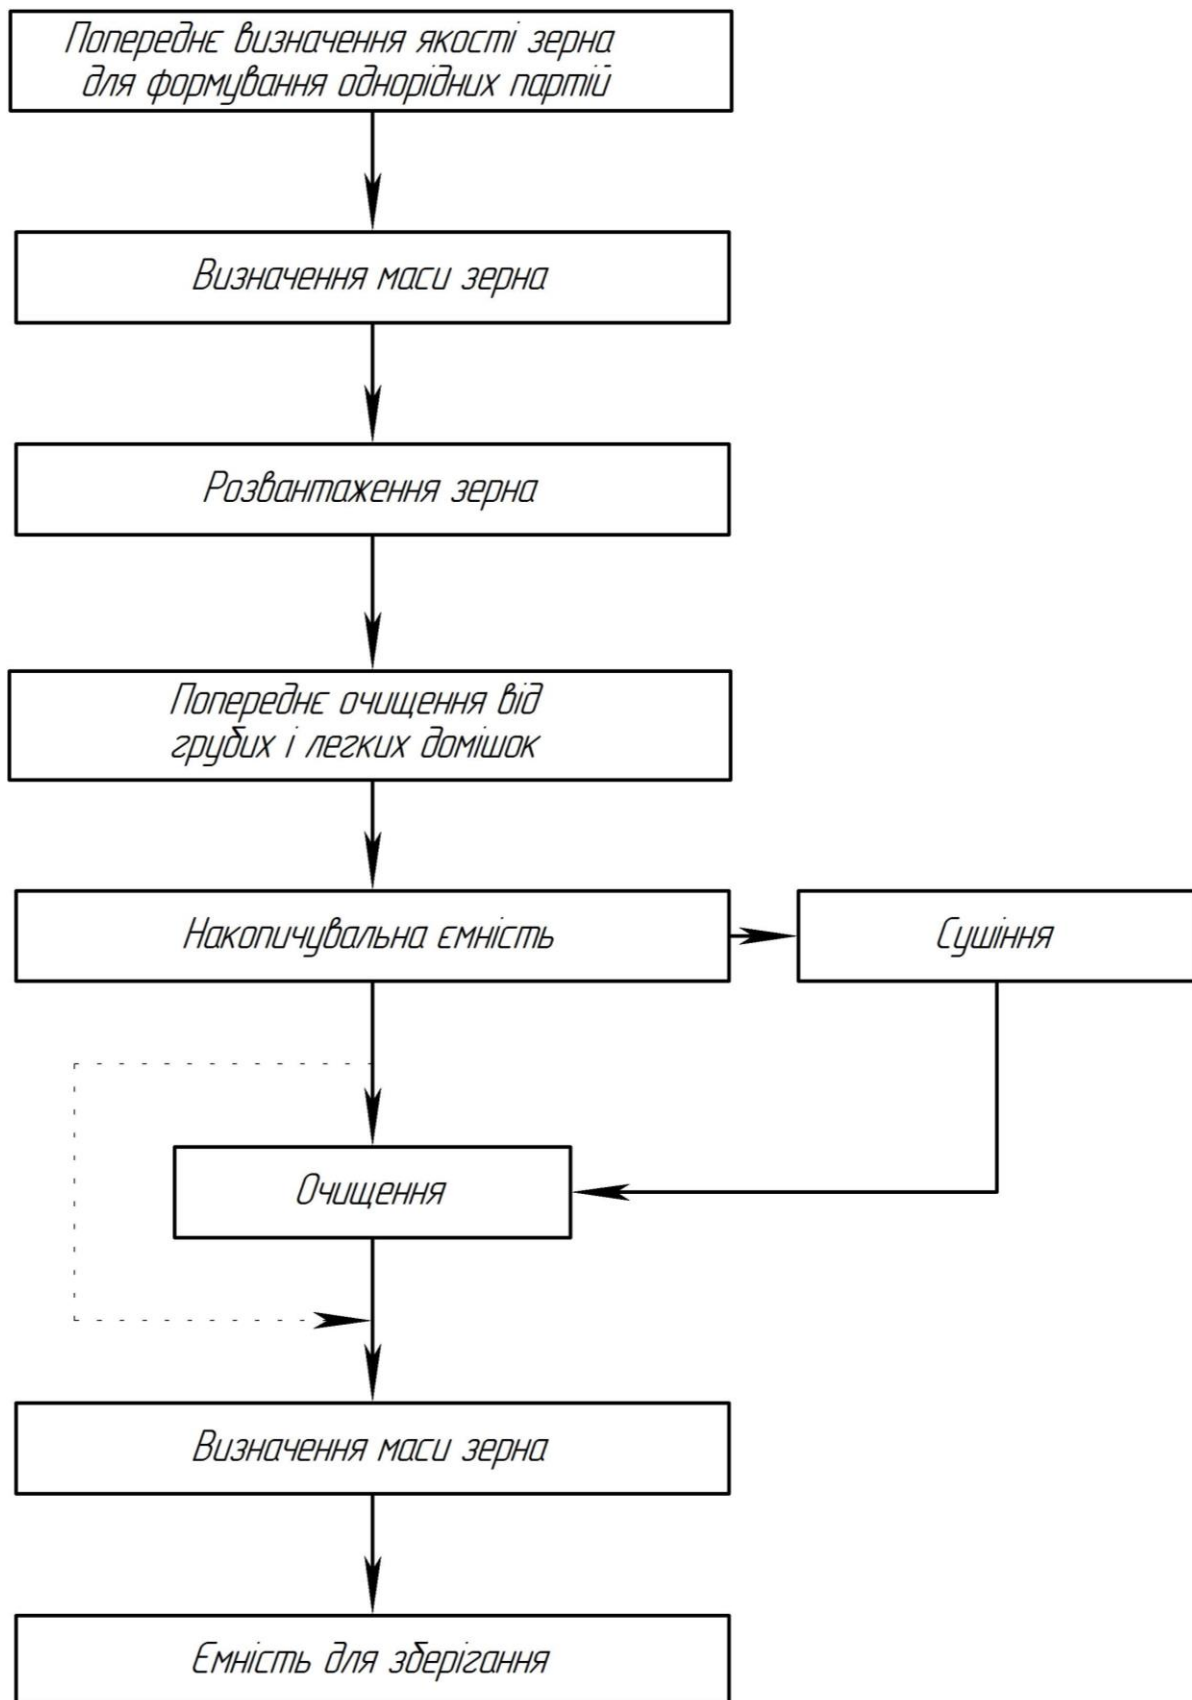 Попереднє визначення якості зерна
для формування однорідних партій
Визначення маси зерна
Розвантаження зерна
Попереднє очищення від
грубих і легких домішок
Накопичувальна ємність
Сушіння
Очищення
Визначення маси зерна
Ємність для зберігання